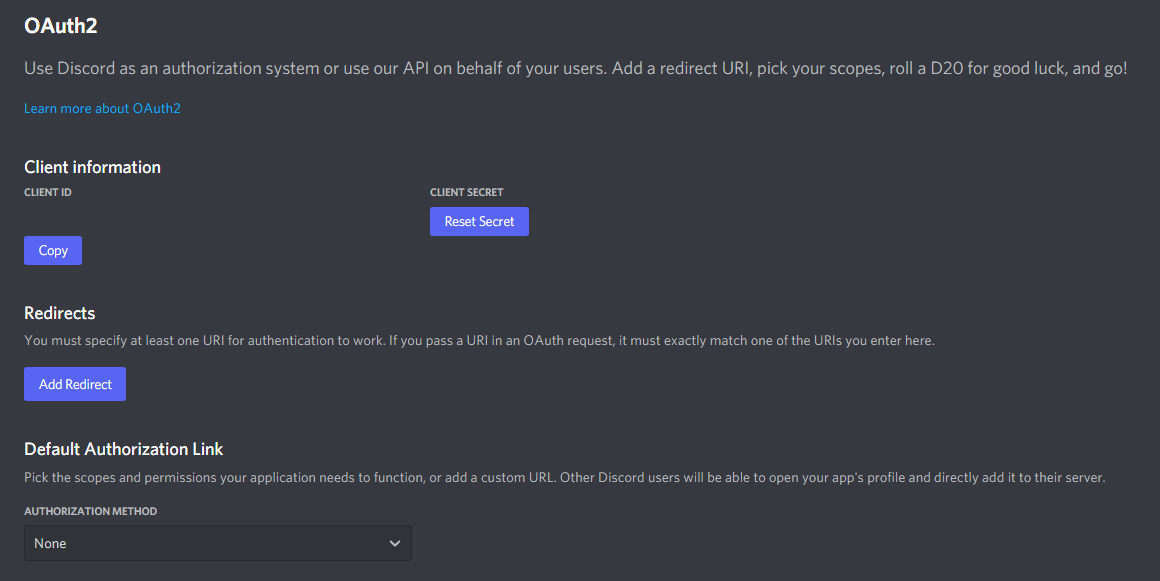 OAuth2
Use Discord as an authorization system or use our API on behalf of your users. Add a redirect URI, pick your scopes, roll a D20 for good luck, and go!
Learn more about OAuth2
Client information
CLIENT ID
CLIENT SECRET
Reset Secret
Copy
Redirects
You must specify at least one URI for authentication to work. If you pass a URI in an OAuth request, it must exactly match one of the URIs you enter here.
Add Redirect
Default Authorization Link
Pick the scopes and permissions your application needs to function, or add a custom URL. Other Discord users will be able to open your app's profile and directly add it to their server.
AUTHORIZATION METHOD
None